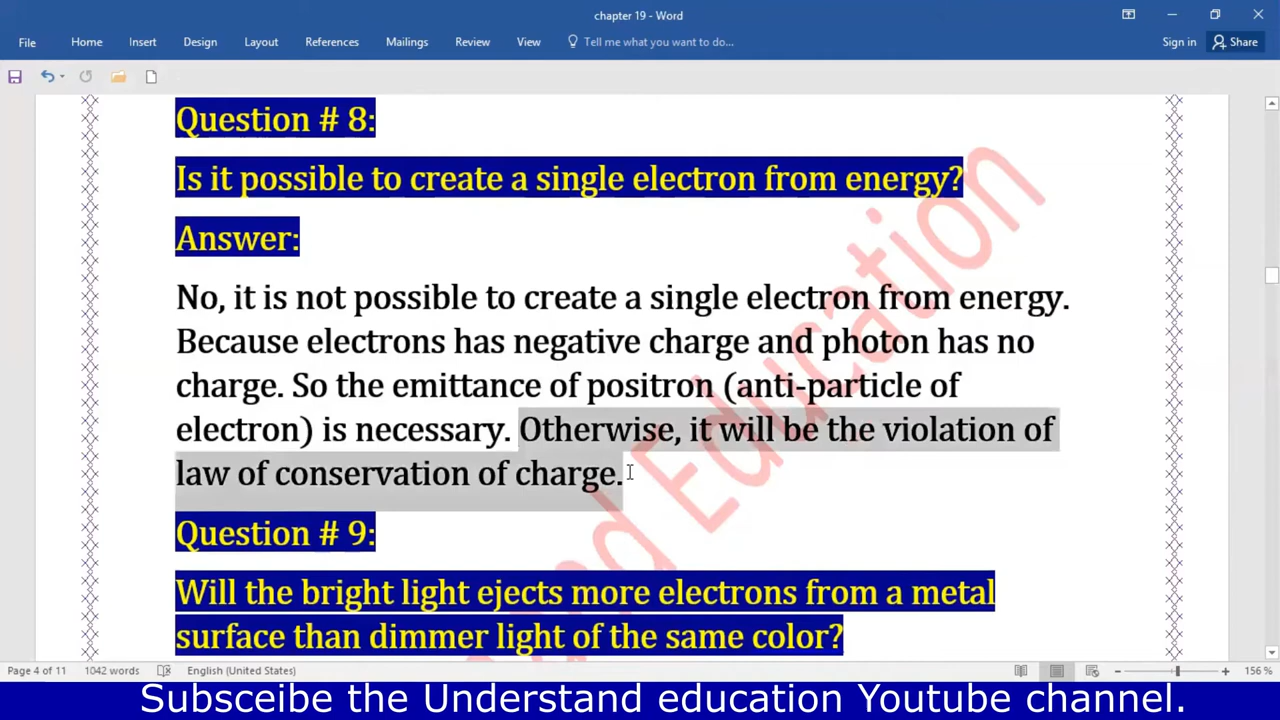 chapter 19 - Word
File Home Insert Design Layout References Mailings Review View Tell me what you want to do... Sign in Share
Question # 8:
Is it possible to create a single electron from energy?
Answer:
No, it is not possible to create a single electron from energy.
Because electrons has negative charge and photon has no
charge. So the emittance of positron (anti-particle of
electron) is necessary. Otherwise, it will be the violation of
law of conservation of charge.
Question # 9:
Will the bright light ejects more electrons from a metal
surface than dimmer light of the same color?
nd Education
Page 4 of 11 1042 words English (United States) 156 %
Subsceibe the Understand education Youtube channel.